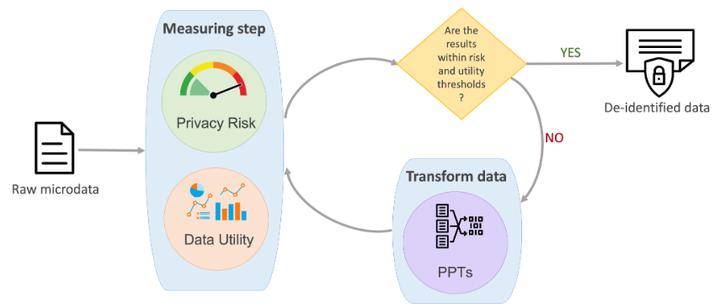 Measuring step
Privacy Risk
Data Utility
Raw microdata
Are the
results
within risk
and utility
thresholds
?
YES
De-identified data
NO
Transform data
PPTs